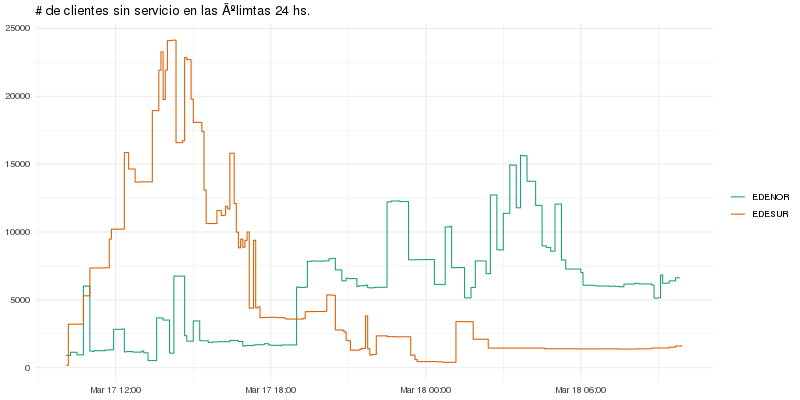 # de clientes sin servicio en las Ãºlimtas 24 hs.
25000
20000
15000
10000
5000
0
Mar 17 12:00
Mar 17 18:00
Mar 18 00:00
Mar 18 06:00
EDENOR
EDESUR